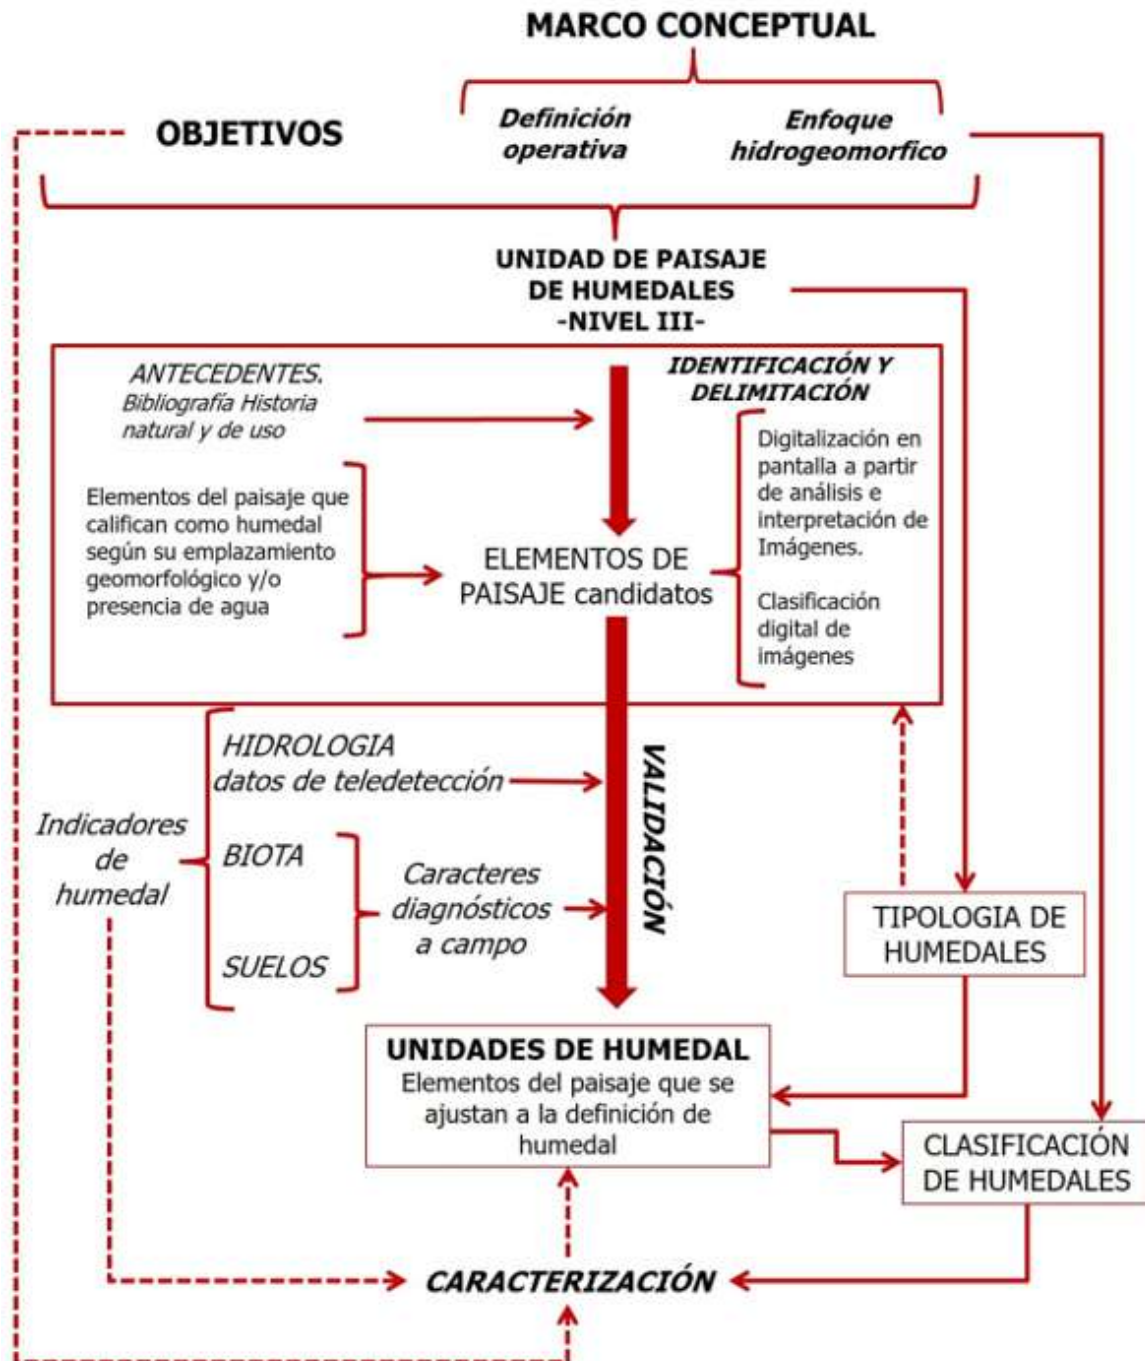 MARCO CONCEPTUAL
OBJETIVOS
Definición
operativa
Enfoque
hidrogeomorfico
UNIDAD DE PAISAJE
DE HUMEDALES
-NIVEL III-
ANTECEDENTES.
Bibliografía Historia
natural y de uso
IDENTIFICACIÓN Y
DELIMITACIÓN
Elementos del paisaje que
califican como humedal
según su emplazamiento
geomorfológico y/o
presencia de agua
ELEMENTOS DE
PAISAJE candidatos
Digitalización en
pantalla a partir
de análisis e
interpretación de
Imágenes.
Clasificación
digital de
imágenes
Indicadores
de
humedal
HIDROLOGIA
datos de teledetección
BIOTA
SUELOS
Caracteres
diagnósticos
a campo
VALIDACIÓN
TIPOLOGIA DE
HUMEDALES
UNIDADES DE HUMEDAL
Elementos del paisaje que se
ajustan a la definición de
humedal
CLASIFICACIÓN
DE HUMEDALES
CARACTERIZACIÓN